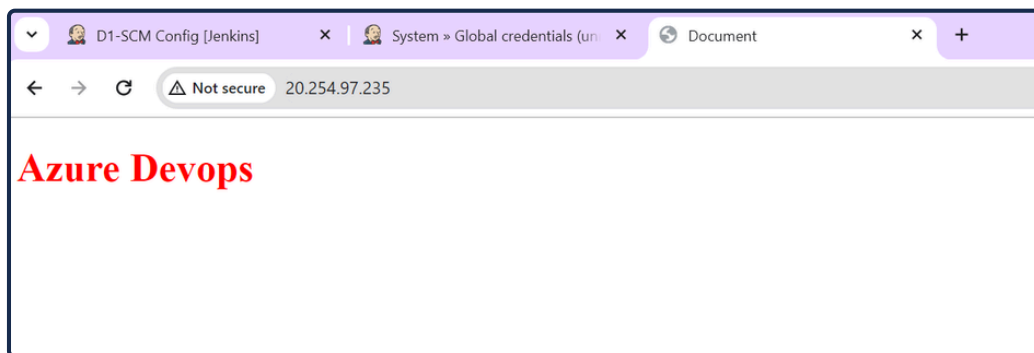 D1-SCM Config [Jenkins]
System » Global credentials (un
Document
Not secure
20.254.97.235
Azure Devops